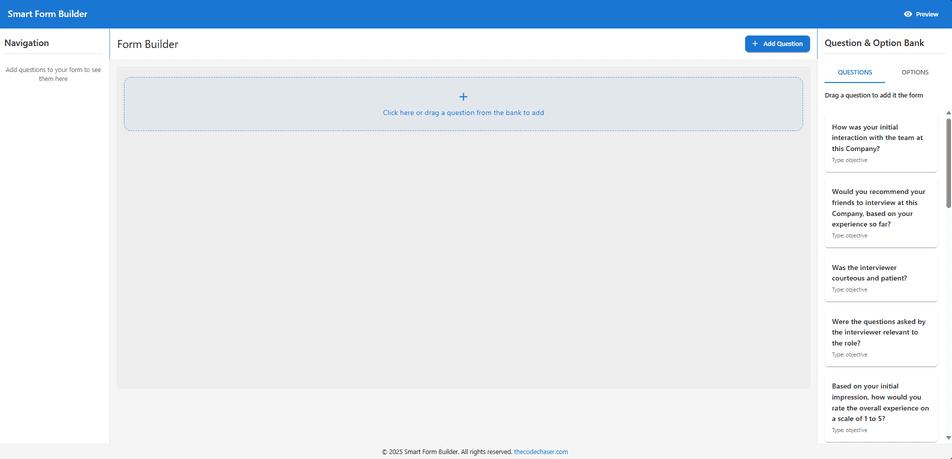 Smart Form Builder
Preview
Navigation
Add questions to your form to see
them here
Form Builder
+ Add Question
+
Click here or drag a question from the bank to add
Question & Option Bank
QUESTIONS
OPTIONS
Drag a question to add it the form
How was your initial
interaction with the team at
this Company?
Type: objective
Would you recommend your
friends to interview at this
Company, based on your
experience so far?
Type: objective
Was the interviewer
courteous and patient?
Type: objective
Were the questions asked by
the interviewer relevant to
the role?
Type: objective
Based on your initial
impression, how would you
rate the overall experience on
a scale of 1 to 5?
Type: objective
© 2025 Smart Form Builder. All rights reserved. thecodechaser.com